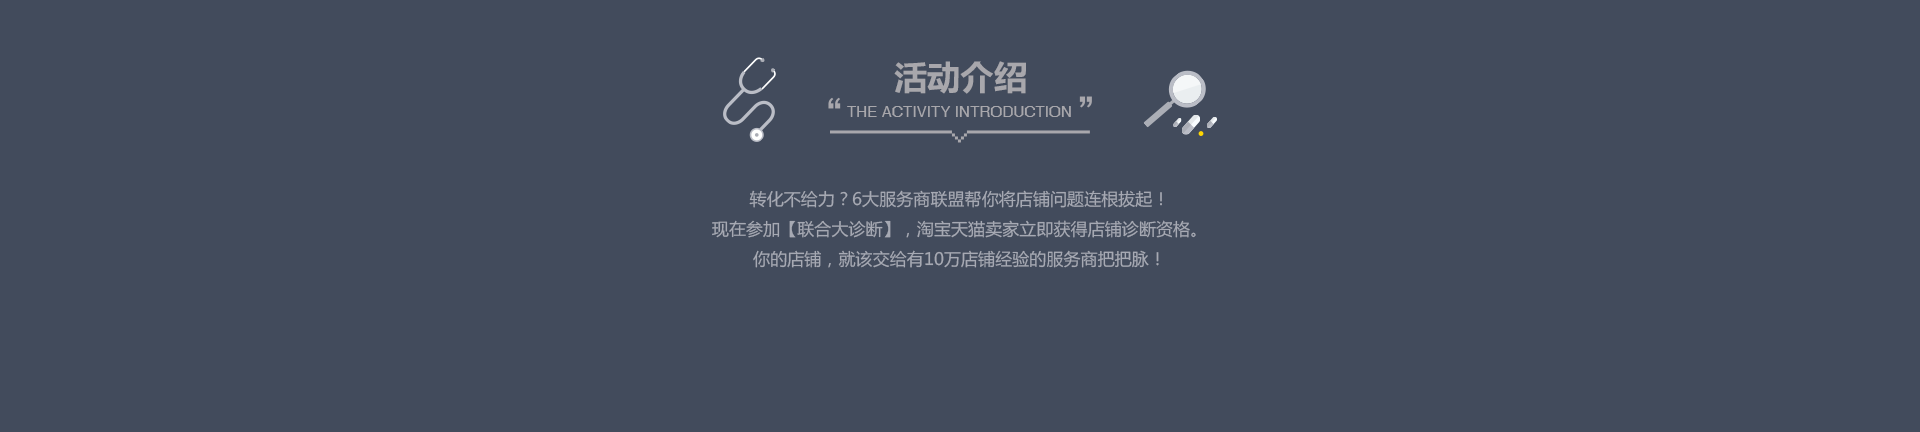 活动介绍
“ THE ACTIVITY INTRODUCTION ”
转化不给力？6大服务商联盟帮你将店铺问题连根拔起！
现在参加【联合大诊断】，淘宝天猫卖家立即获得店铺诊断资格。
你的店铺，就该交给有10万店铺经验的服务商把把脉！